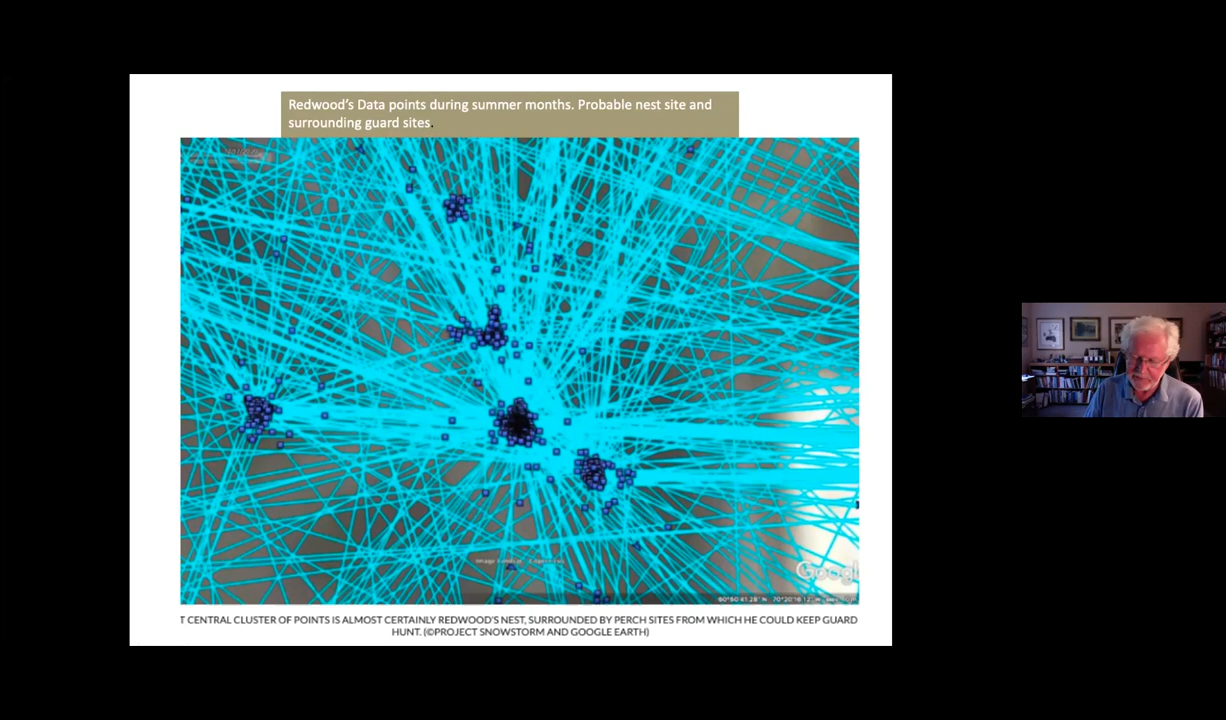 Redwood's Data points during summer months. Probable nest site and
surrounding guard sites.
Google
T CENTRAL CLUSTER OF POINTS IS ALMOST CERTAINLY REDWOOD'S NEST, SURROUNDED BY PERCH SITES FROM WHICH HE COULD KEEP GUARD
HUNT. (©PROJECT SNOWSTORM AND GOOGLE EARTH)